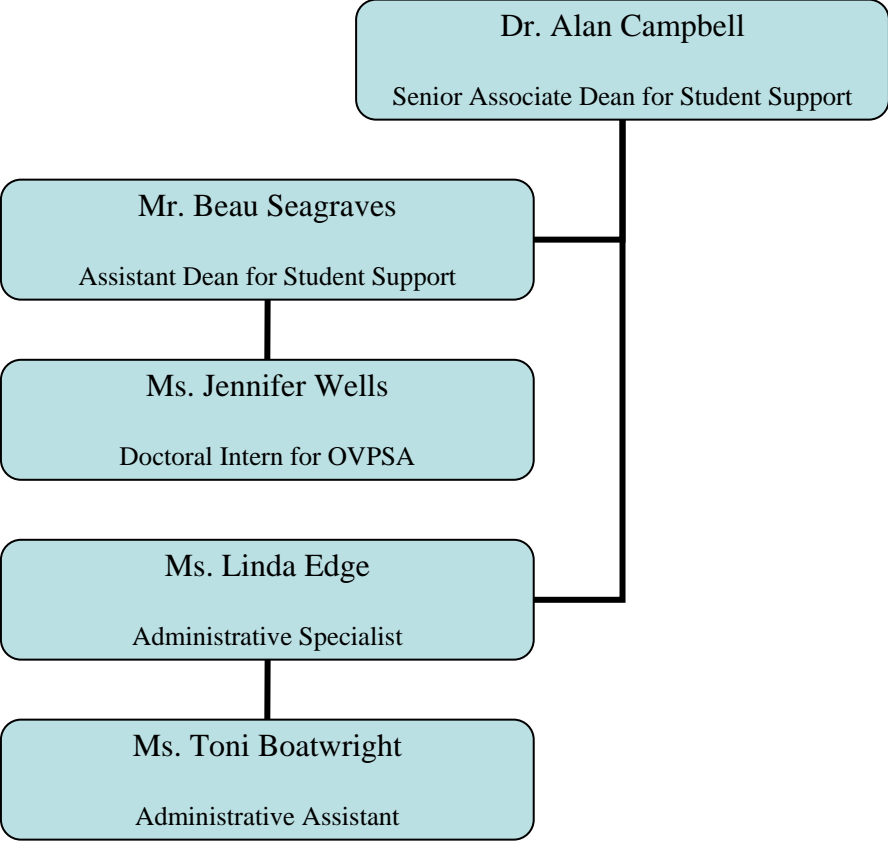 Dr. Alan Campbell
Senior Associate Dean for Student Support
Mr. Beau Seagraves
Assistant Dean for Student Support
Ms. Jennifer Wells
Doctoral Intern for OVPSA
Ms. Linda Edge
Administrative Specialist
Ms. Toni Boatwright
Administrative Assistant